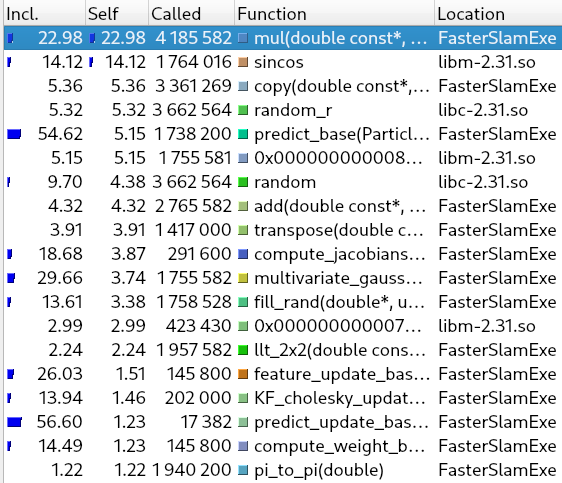 Incl. Self Called Function Location
22.98 22.98 4 185 582 mul(double const*, ... FasterSlamExe
14.12 14.12 1 764 016 sincos libm-2.31.so
5.36 5.36 3 361 269 copy(double const*,... FasterSlamExe
5.32 5.32 3 662 564 random_r libc-2.31.so
54.62 5.15 1 738 200 predict_base(Particl... FasterSlamExe
5.15 5.15 1 755 581 0x000000000008... libm-2.31.so
9.70 4.38 3 662 564 random libc-2.31.so
4.32 4.32 2 765 582 add(double const*, ... FasterSlamExe
3.91 3.91 1 417 000 transpose(double c... FasterSlamExe
18.68 3.87 291 600 compute_jacobians... FasterSlamExe
29.66 3.74 1 755 582 multivariate_gauss... FasterSlamExe
13.61 3.38 1 758 528 fill_rand(double*, u... FasterSlamExe
2.99 2.99 423 430 0x000000000007... libm-2.31.so
2.24 2.24 1 957 582 llt_2x2(double cons... FasterSlamExe
26.03 1.51 145 800 feature_update_bas... FasterSlamExe
13.94 1.46 202 000 KF_cholesky_updat... FasterSlamExe
56.60 1.23 17 382 predict_update_bas... FasterSlamExe
14.49 1.23 145 800 compute_weight_b... FasterSlamExe
1.22 1.22 1 940 200 pi_to_pi(double) FasterSlamExe